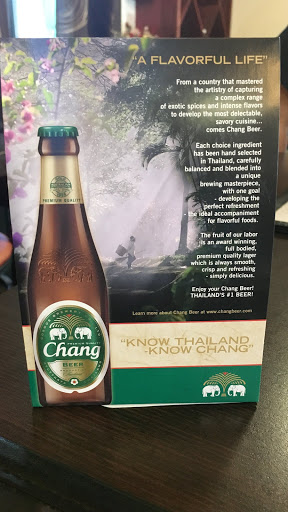 "A FLAVORFUL LIFE"
From a country that mastered
the artistry of capturing
a complex range
of exotic spices and intense flavors
to develop the most delectable,
savory cuisine...
comes Chang Beer.
Each choice ingredient
has been hand selected
in Thailand, carefully
balanced and blended into
a unique
brewing masterpiece,
with one goal
- developing the
perfect refreshment
- the ideal accompaniment
for flavorful foods.
The fruit of our labor
is an award winning,
full bodied,
premium quality lager
which is always smooth,
crisp and refreshing
- simply delicious.
Enjoy your Chang Beer!
THAILAND'S #1 BEER!
Learn more about Chang Beer at www.changbeer.com
"KNOW THAILAND
-KNOW CHANG"
PREMIUM QUALITY
Chang
BEER